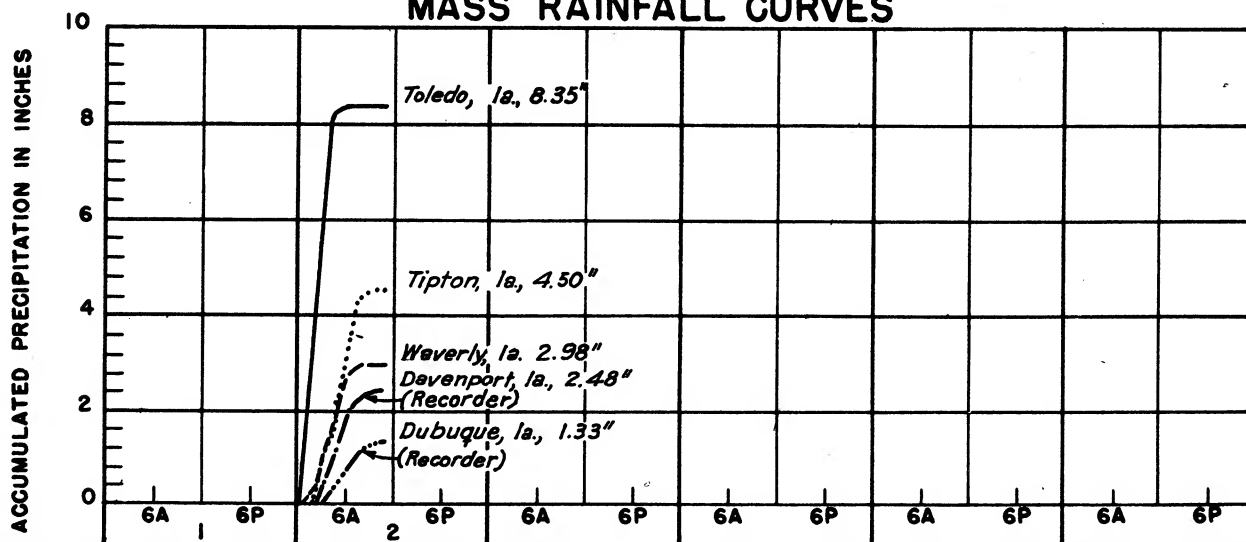 MASS RAINFALL CURVES
ACCUMULATED PRECIPITATION IN INCHES
10
8
6
4
2
0
Toledo, Ia., 8.35"
Tipton, Ia., 4.50"
Waverly, Ia. 2.98"
Davenport, Ia., 2.48"
(Recorder)
Dubuque, Ia., 1.33"
(Recorder)
6A 6P 6A 6P 6A 6P 6A 6P 6A 6P 6A 6P
1 2